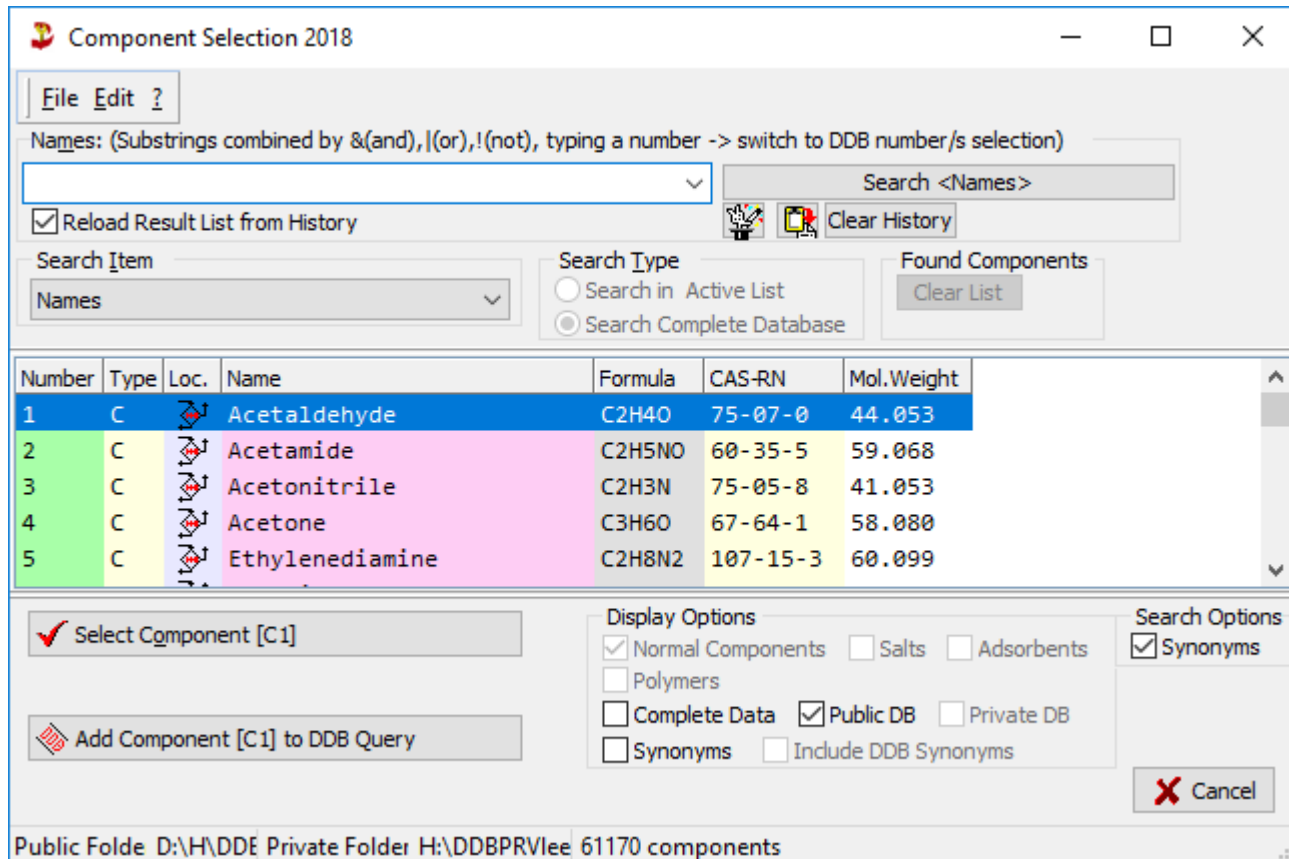 Component Selection 2018
File Edit ?
Names: (Substrings combined by &(and),|(or),!(not), typing a number -> switch to DDB number/s selection)
Search <Names>
Reload Result List from History
Clear History
Search Item
Names
Search Type
Search in Active List
Search Complete Database
Found Components
Clear List
Number Type Loc. Name Formula CAS-RN Mol.Weight
1 C Acetaldehyde C2H4O 75-07-0 44.053
2 C Acetamide C2H5NO 60-35-5 59.068
3 C Acetonitrile C2H3N 75-05-8 41.053
4 C Acetone C3H6O 67-64-1 58.080
5 C Ethylenediamine C2H8N2 107-15-3 60.099
Select Component [C1]
DDB Add Component [C1] to DDB Query
Display Options
Normal Components Salts Adsorbents
Polymers
Complete Data Public DB Private DB
Synonyms Include DDB Synonyms
Search Options
Synonyms
Cancel
Public Folde D:\H\DDB Private Folder H:\DDBPRVlee 61170 components